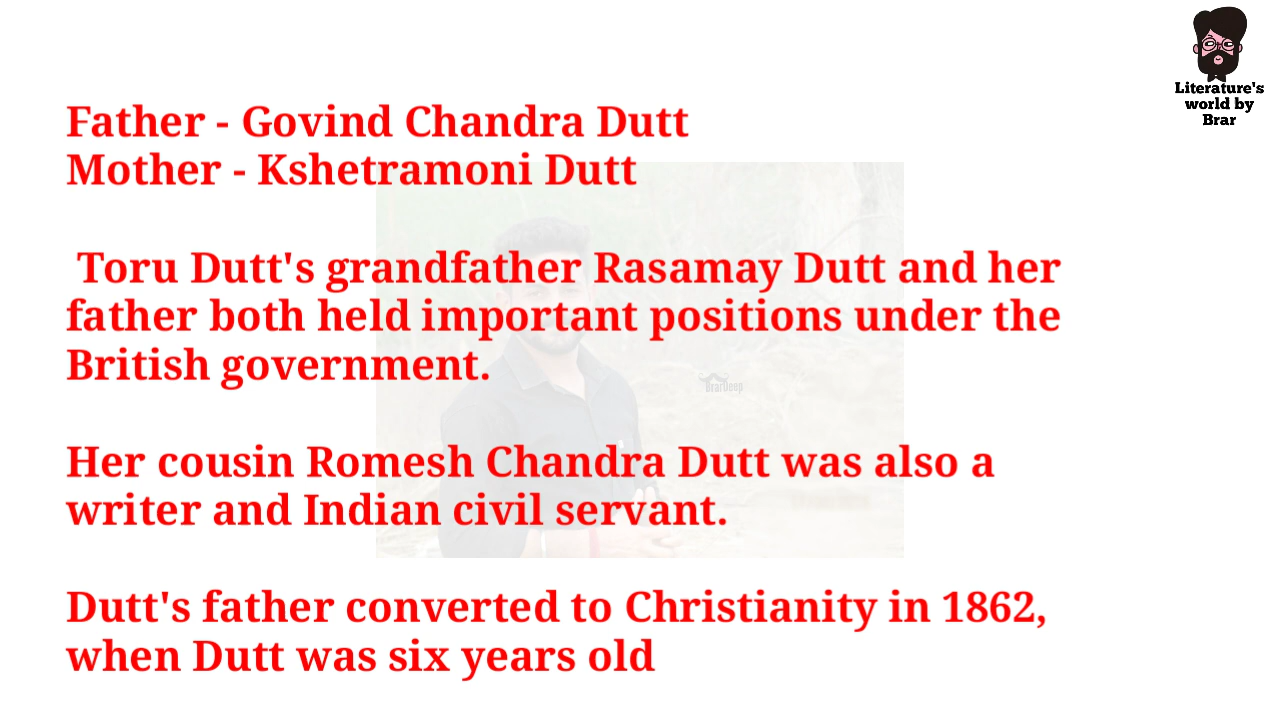 Literature's
world by
Brar
Father - Govind Chandra Dutt
Mother - Kshetramoni Dutt
Toru Dutt's grandfather Rasamay Dutt and her
father both held important positions under the
British government.
BrarDeep
Her cousin Romesh Chandra Dutt was also a
writer and Indian civil servant.
Dutt's father converted to Christianity in 1862,
when Dutt was six years old